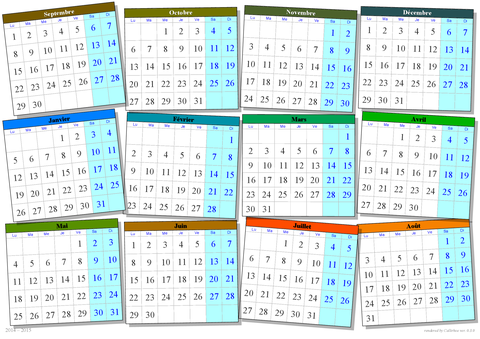 Septembre
Lu Ma Me Je Ve Sa Di
1 2 3 4 5 6 7
8 9 10 11 12 13 14
15 16 17 18 19 20 21
22 23 24 25 26 27 28
29 30
Octobre
Lu Ma Me Je Ve Sa Di
1 2 3 4 5
6 7 8 9 10 11 12
13 14 15 16 17 18 19
20 21 22 23 24 25 26
27 28 29 30 31
Novembre
Lu Ma Me Je Ve Sa Di
1 2
3 4 5 6 7 8 9
10 11 12 13 14 15 16
17 18 19 20 21 22 23
24 25 26 27 28 29 30
Décembre
Lu Ma Me Je Ve Sa Di
1 2 3 4 5 6 7
8 9 10 11 12 13 14
15 16 17 18 19 20 21
22 23 24 25 26 27 28
29 30 31
Janvier
Lu Ma Me Je Ve Sa Di
1 2 3 4
5 6 7 8 9 10 11
12 13 14 15 16 17 18
19 20 21 22 23 24 25
26 27 28 29 30 31
Février
Lu Ma Me Je Ve Sa Di
1
2 3 4 5 6 7 8
9 10 11 12 13 14 15
16 17 18 19 20 21 22
23 24 25 26 27 28
Mars
Lu Ma Me Je Ve Sa Di
1
2 3 4 5 6 7 8
9 10 11 12 13 14 15
16 17 18 19 20 21 22
23 24 25 26 27 28 29
30 31
Avril
Lu Ma Me Je Ve Sa Di
1 2 3 4 5
6 7 8 9 10 11 12
13 14 15 16 17 18 19
20 21 22 23 24 25 26
27 28 29 30
Mai
Lu Ma Me Je Ve Sa Di
1 2 3
4 5 6 7 8 9 10
11 12 13 14 15 16 17
18 19 20 21 22 23 24
25 26 27 28 29 30 31
Juin
Lu Ma Me Je Ve Sa Di
1 2 3 4 5 6 7
8 9 10 11 12 13 14
15 16 17 18 19 20 21
22 23 24 25 26 27 28
29 30
Juillet
Lu Ma Me Je Ve Sa Di
1 2 3 4 5
6 7 8 9 10 11 12
13 14 15 16 17 18 19
20 21 22 23 24 25 26
27 28 29 30 31
Août
Lu Ma Me Je Ve Sa Di
1 2
3 4 5 6 7 8 9
10 11 12 13 14 15 16
17 18 19 20 21 22 23
24 25 26 27 28 29 30
31
2014 - 2015